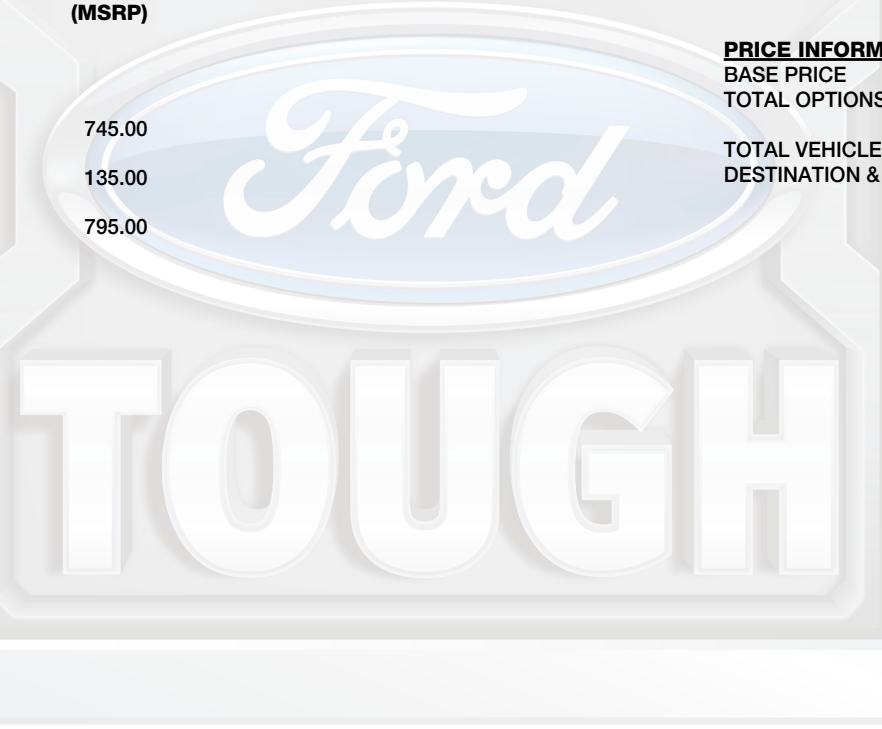 (MSRP)
745.00
135.00
795.00
PRICE INFORM
BASE PRICE
TOTAL OPTIONS
TOTAL VEHICLE
DESTINATION &
Ford
TOUGH